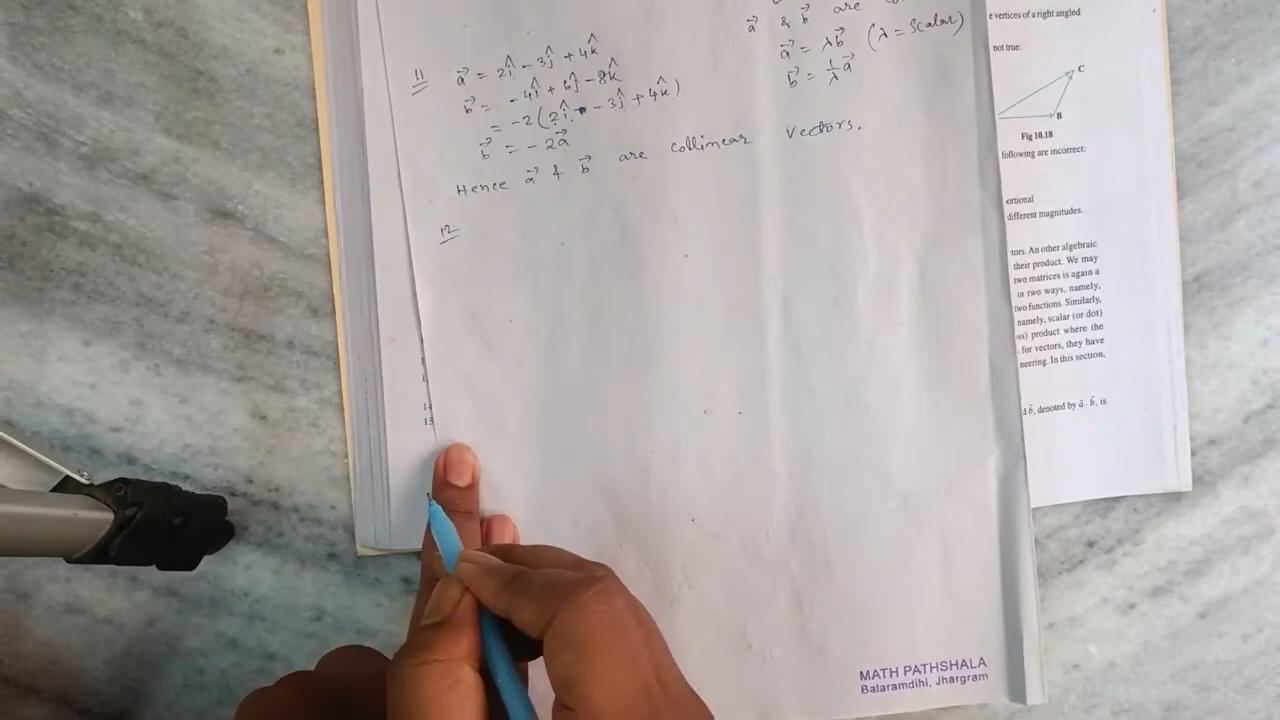 a⃗ & b⃗ are
a⃗ = λb⃗ (λ = Scalar)
b⃗ = 1/λ a⃗
11 a⃗ = 2î - 3ĵ + 4k̂
b⃗ = -4î + 6ĵ - 8k̂
= -2(2î - 3ĵ + 4k̂)
b⃗ = -2a⃗
Hence a⃗ & b⃗ are collinear vectors.
12
e vertices of a right angled
not true:
C
B
Fig 10.18
following are incorrect:
ortional
different magnitudes.
tors. An other algebraic
their product. We may
two matrices is again a
in two ways, namely,
two functions. Similarly,
namely, scalar (or dot)
ss) product where the
, for vectors, they have
neering. In this section,
d b⃗, denoted by a⃗ . b⃗, is
MATH PATHSHALA
Balaramdihi, Jhargram